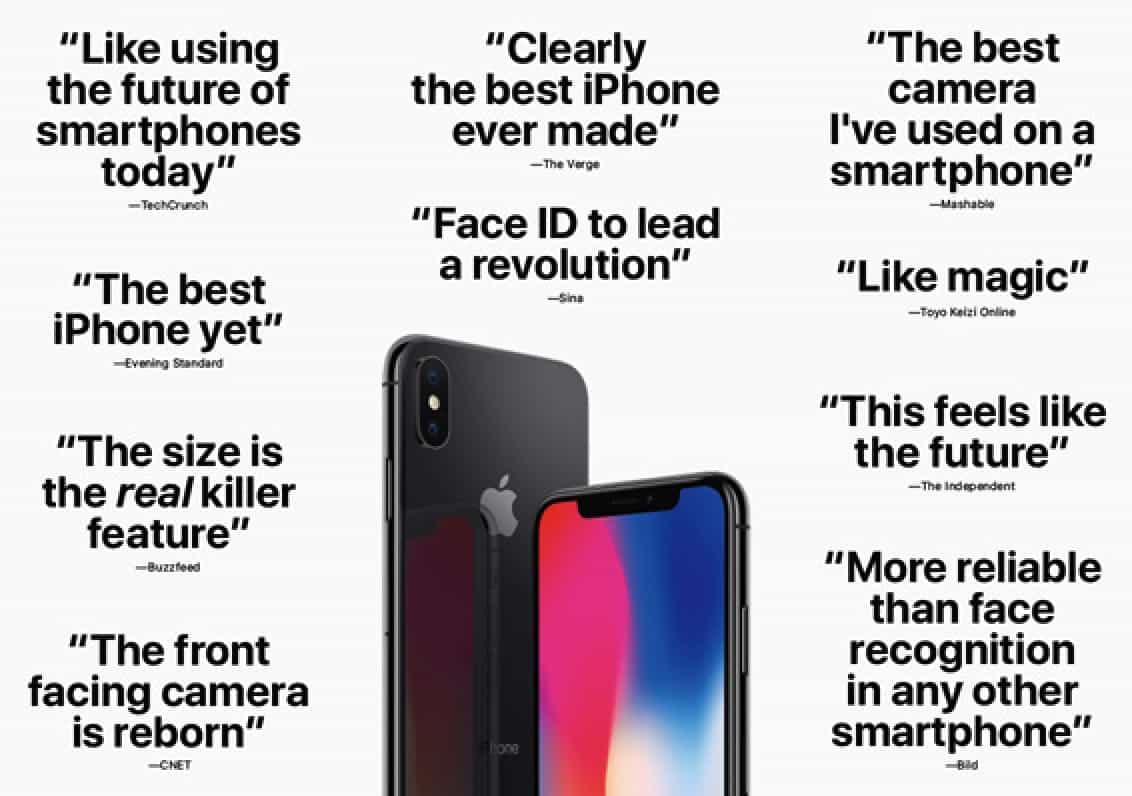 “Like using
the future of
smartphones
today”
—TechCrunch
“The best
iPhone yet”
—Evening Standard
“The size is
the real killer
feature”
—Buzzfeed
“The front
facing camera
is reborn”
—CNET
“Clearly
the best iPhone
ever made”
—The Verge
“Face ID to lead
a revolution”
—Sina
iPhone
“The best
camera
I've used on a
smartphone”
—Mashable
“Like magic”
—Toyo Keizi Online
“This feels like
the future”
—The Independent
“More reliable
than face
recognition
in any other
smartphone”
—Bild